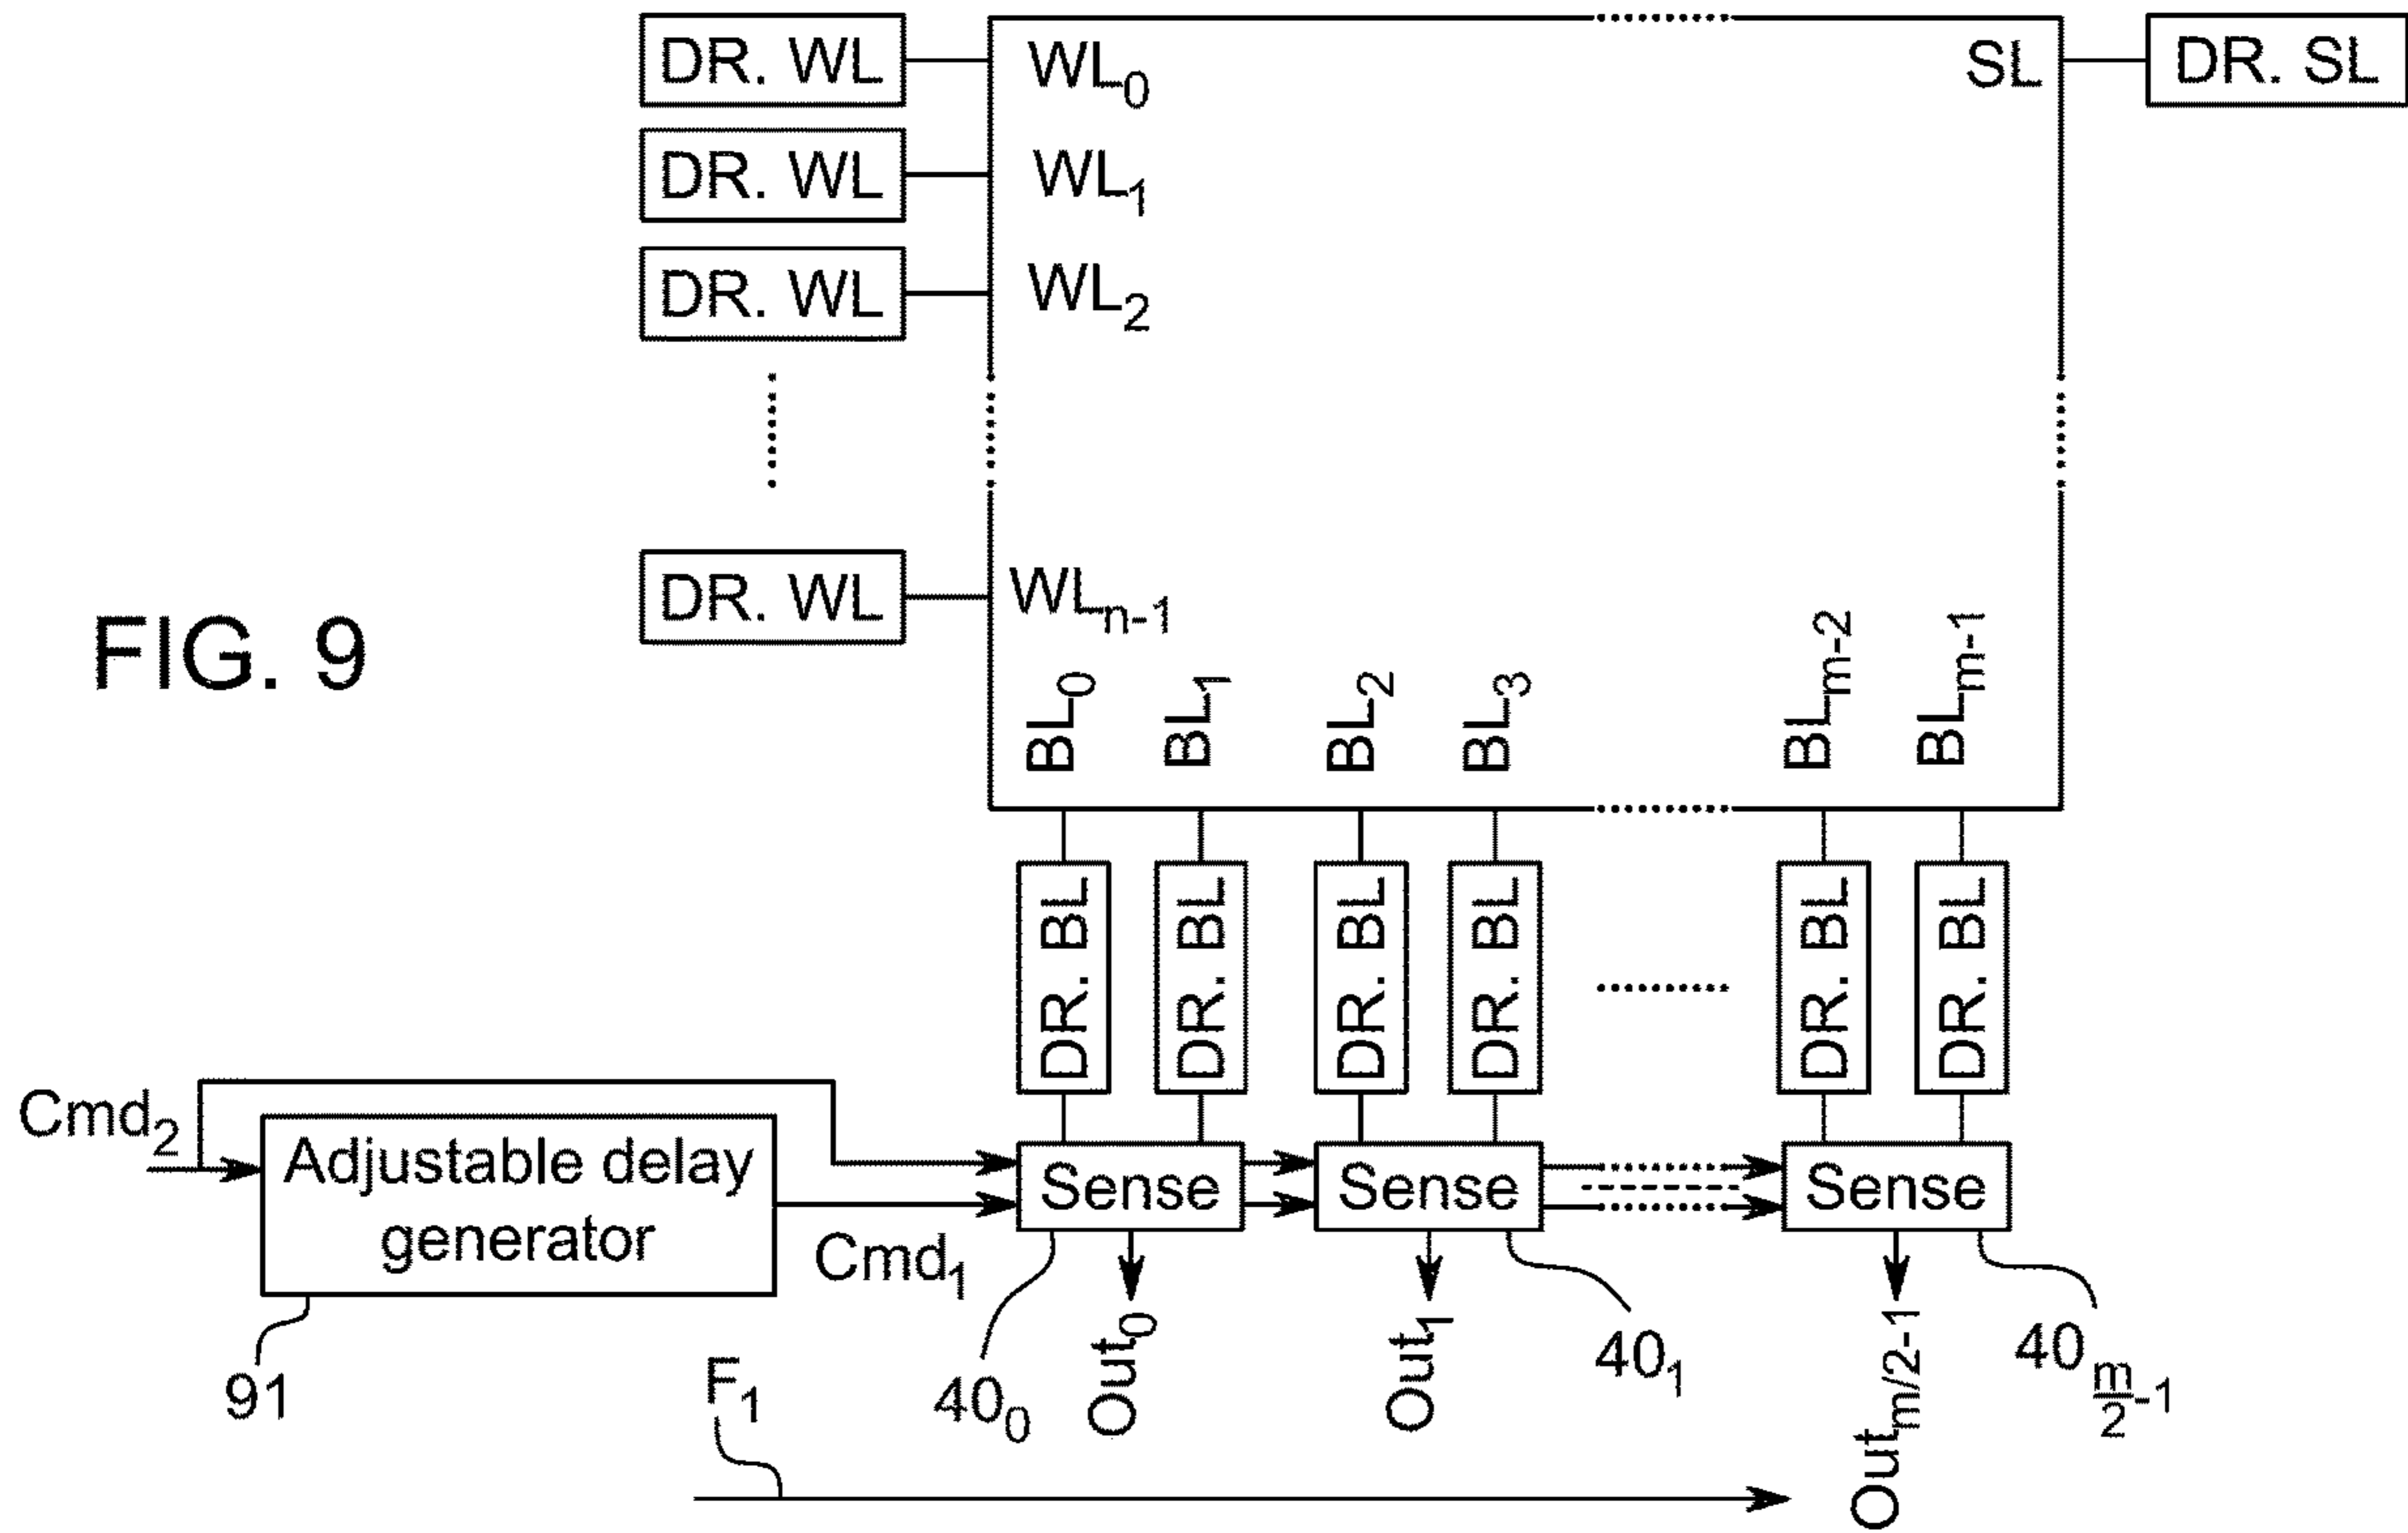 DR. WL
WL0
SL
DR. SL
DR. WL
WL1
DR. WL
WL2
DR. WL
WLn-1
FIG. 9
BL0
BL1
BL2
BL3
BLm-2
BLm-1
DR. BL
DR. BL
DR. BL
DR. BL
DR. BL
DR. BL
Cmd2
Adjustable delay
generator
Cmd1
Sense
Sense
Sense
91
F1
400
Out0
Out1
401
Outm/2-1
40m/2-1